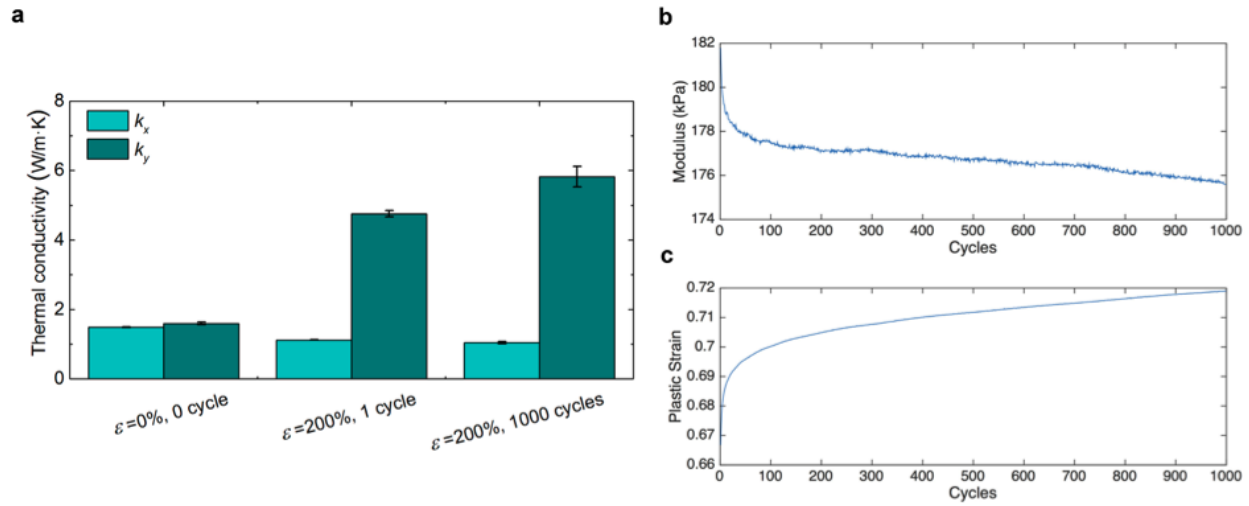 a
Thermal conductivity (W/m·K)
8
6
4
2
0
kx
ky
ε=0%, 0 cycle
ε=200%, 1 cycle
ε=200%, 1000 cycles
b
Modulus (kPa)
182
180
178
176
174
0 100 200 300 400 500 600 700 800 900 1000
Cycles
c
Plastic Strain
0.72
0.71
0.7
0.69
0.68
0.67
0.66
0 100 200 300 400 500 600 700 800 900 1000
Cycles